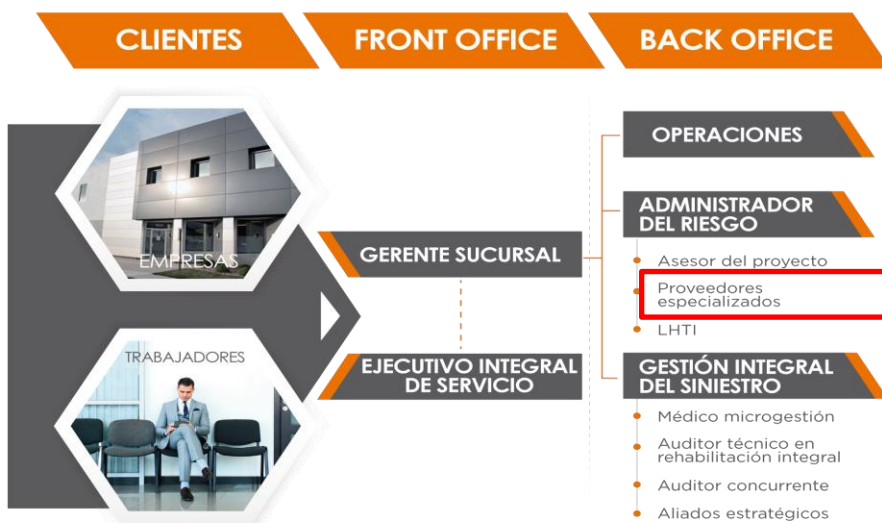 CLIENTES
FRONT OFFICE
BACK OFFICE
EMPRESAS
TRABAJADORES
GERENTE SUCURSAL
EJECUTIVO INTEGRAL
DE SERVICIO
OPERACIONES
ADMINISTRADOR
DEL RIESGO
Asesor del proyecto
Proveedores
especializados
LHTI
GESTIÓN INTEGRAL
DEL SINIESTRO
Médico microgestión
Auditor técnico en
rehabilitación integral
Auditor concurrente
Aliados estratégicos